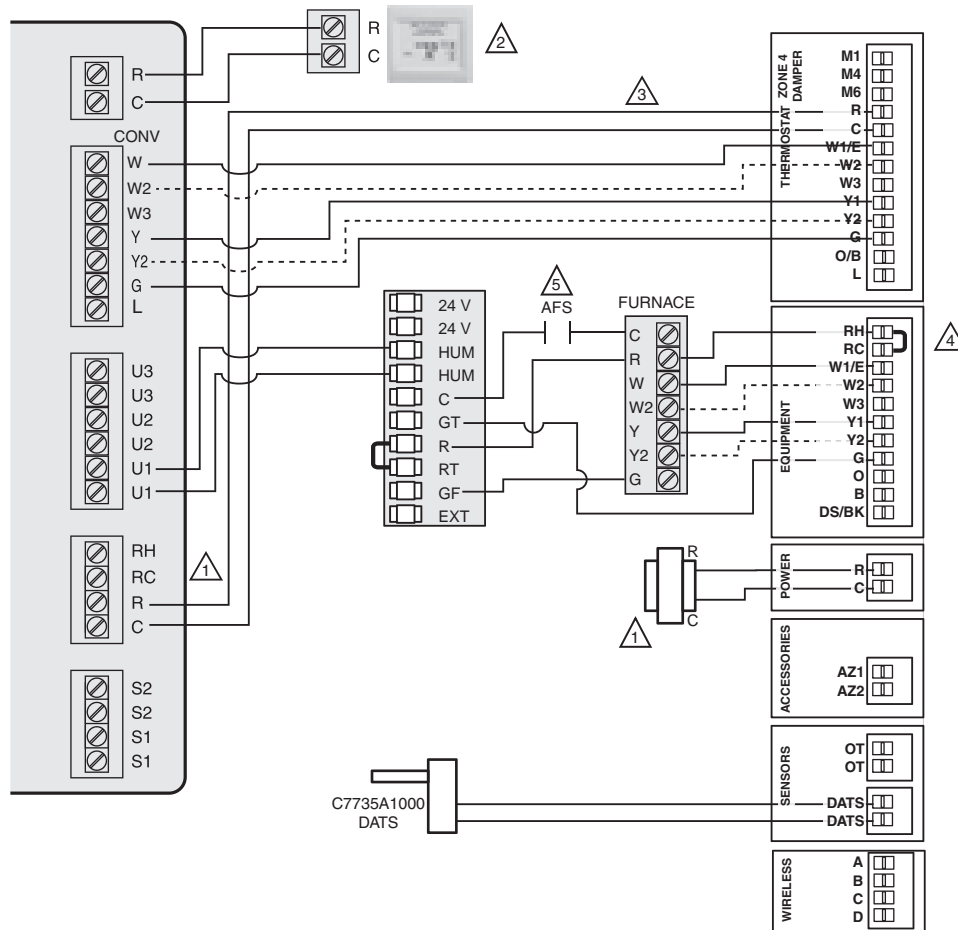 R
C
2
R
C
CONV
W
W2
W3
Y
Y2
G
L
U3
U3
U2
U2
U1
U1
RH
RC
R
C
1
S2
S2
S1
S1
3
24 V
24 V
HUM
HUM
C
GT
R
RT
GF
EXT
5
AFS
FURNACE
C
R
W
W2
Y
Y2
G
R
C
1
C7735A1000
DATS
ZONE 4
DAMPER
THERMOSTAT
M1
M4
M6
R
C
W1/E
W2
W3
Y1
Y2
G
O/B
L
EQUIPMENT
RH
RC
W1/E
W2
W3
Y1
Y2
G
O
B
DS/BK
4
POWER
R
C
ACCESSORIES
AZ1
AZ2
SENSORS
OT
OT
DATS
DATS
WIRELESS
A
B
C
D